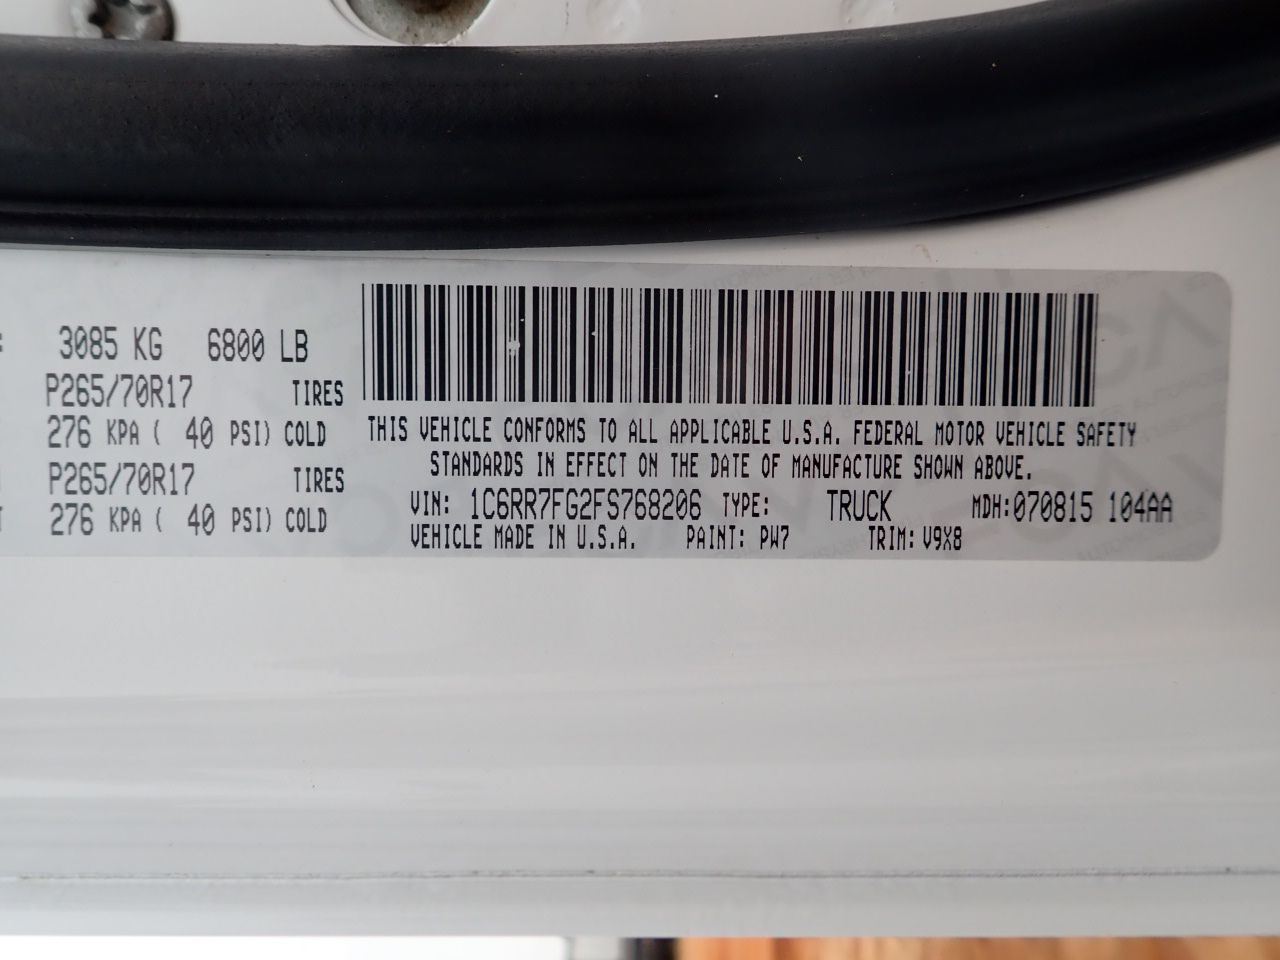 3085 KG 6800 LB
P265/70R17 TIRES
276 KPA ( 40 PSI) COLD
P265/70R17 TIRES
276 KPA ( 40 PSI) COLD
THIS VEHICLE CONFORMS TO ALL APPLICABLE U.S.A. FEDERAL MOTOR VEHICLE SAFETY
STANDARDS IN EFFECT ON THE DATE OF MANUFACTURE SHOWN ABOVE.
VIN: 1C6RR7FG2FS768206 TYPE: TRUCK MDH:070815 104AA
VEHICLE MADE IN U.S.A. PAINT: PW7 TRIM: V9X8